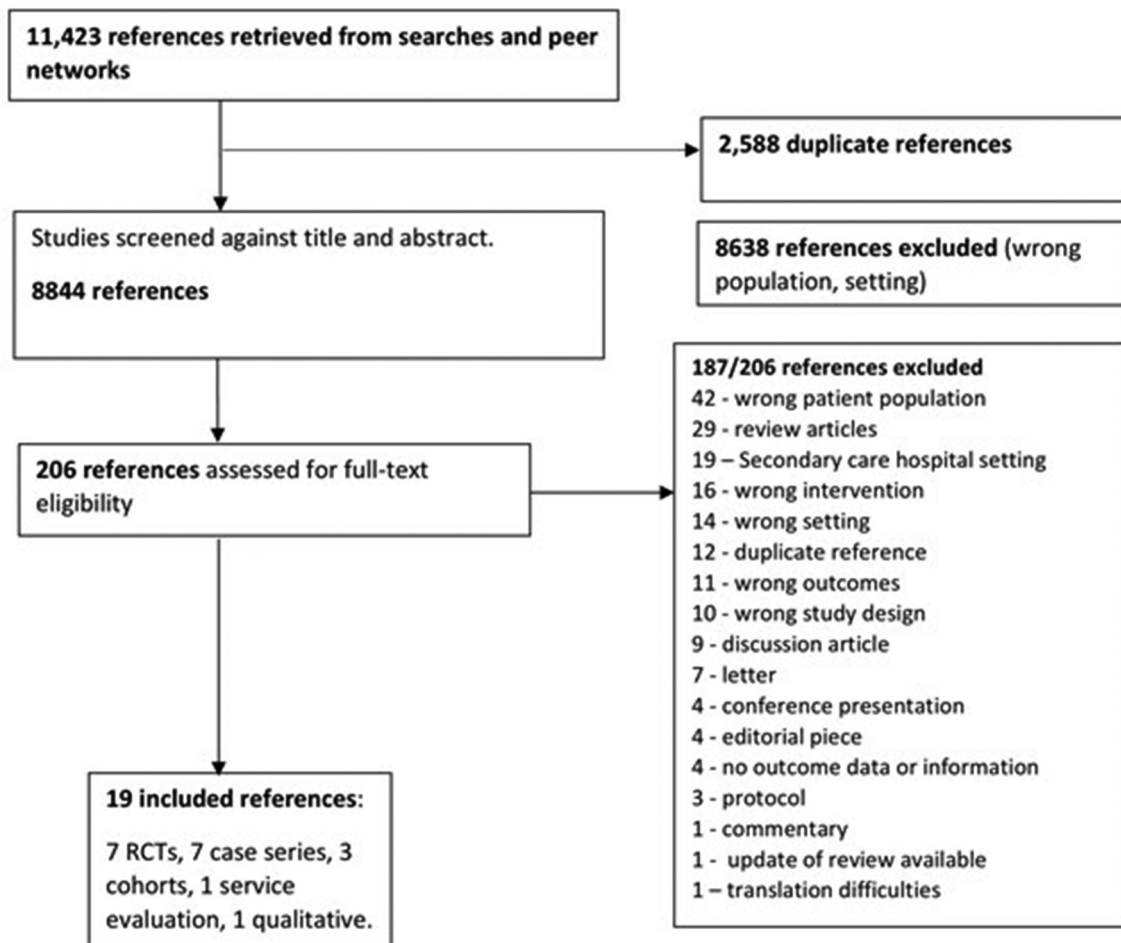 11,423 references retrieved from searches and peer
networks
2,588 duplicate references
Studies screened against title and abstract.
8844 references
8638 references excluded (wrong
population, setting)
206 references assessed for full-text
eligibility
187/206 references excluded
42 - wrong patient population
29 - review articles
19 – Secondary care hospital setting
16 - wrong intervention
14 - wrong setting
12 - duplicate reference
11 - wrong outcomes
10 - wrong study design
9 - discussion article
7 - letter
4 - conference presentation
4 - editorial piece
4 - no outcome data or information
3 - protocol
1 - commentary
1 - update of review available
1 – translation difficulties
19 included references:
7 RCTs, 7 case series, 3
cohorts, 1 service
evaluation, 1 qualitative.